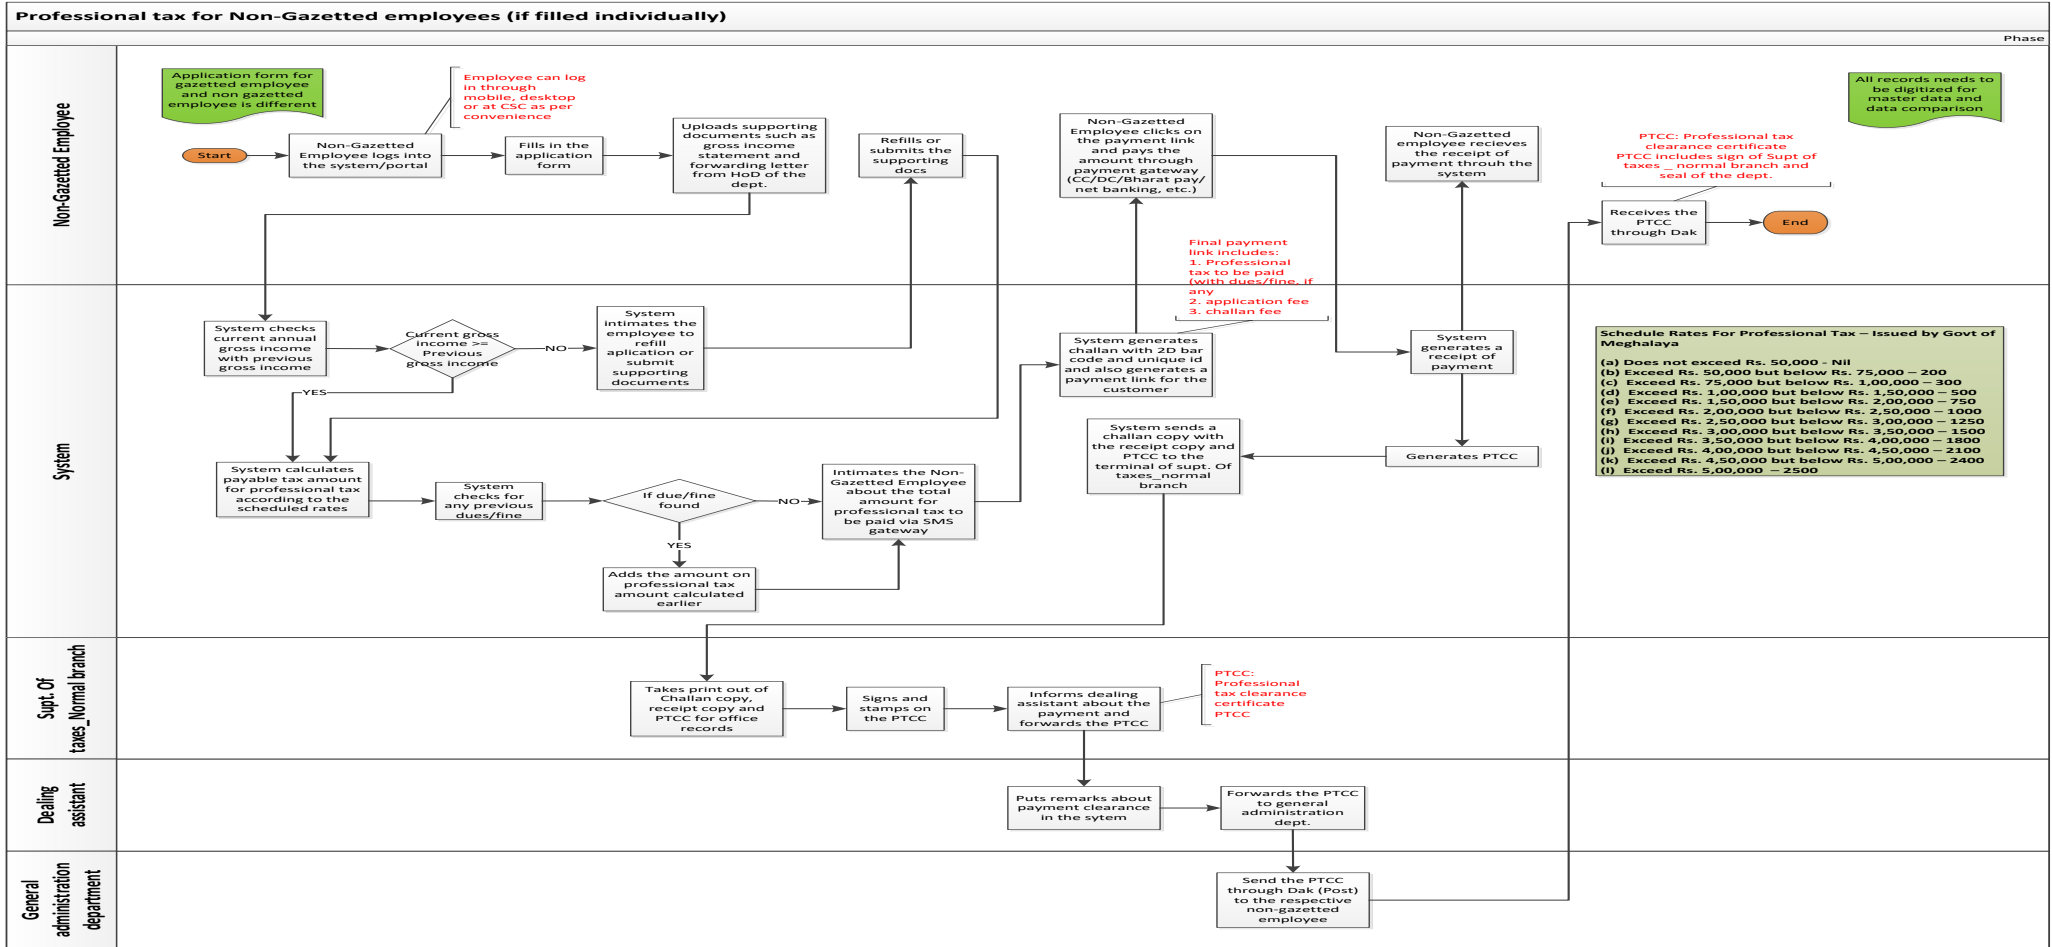 Professional tax for Non-Gazetted employees (if filled individually)
Phase
Non-Gazetted Employee
Application form for
gazetted employee
and non gazetted
employee is different
Employee can log
in through
mobile, desktop
or at CSC as per
convenience
Start
Non-Gazetted
Employee logs into
the system/portal
Fills in the
application
form
Uploads supporting
documents such as
gross income
statement and
forwarding letter
from HoD of the
dept.
Refills or
submits the
supporting
docs
Non-Gazetted
Employee clicks on
the payment link
and pays the
amount through
payment gateway
(CC/DC/Bharat pay/
net banking, etc.)
Non-Gazetted
employee recieves
the receipt of
payment throuh the
system
All records needs to
be digitized for
master data and
data comparison
PTCC: Professional tax
clearance certificate
PTCC includes sign of Supt of
taxes _ normal branch and
seal of the dept.
Receives the
PTCC
through Dak
End
Final payment
link includes:
1. Professional
tax to be paid
(with dues/fine, if
any
2. application fee
3. challan fee
System
System checks
current annual
gross income
with previous
gross income
Current gross
income >=
Previous
gross income
NO
YES
System
intimates the
employee to
refill
aplication or
submit
supporting
documents
System generates
challan with 2D bar
code and unique id
and also generates a
payment link for the
customer
System
generates a
receipt of
payment
Schedule Rates For Professional Tax – Issued by Govt of
Meghalaya
(a) Does not exceed Rs. 50,000 - Nil
(b) Exceed Rs. 50,000 but below Rs. 75,000 – 200
(c) Exceed Rs. 75,000 but below Rs. 1,00,000 – 300
(d) Exceed Rs. 1,00,000 but below Rs. 1,50,000 – 500
(e) Exceed Rs. 1,50,000 but below Rs. 2,00,000 – 750
(f) Exceed Rs. 2,00,000 but below Rs. 2,50,000 – 1000
(g) Exceed Rs. 2,50,000 but below Rs. 3,00,000 – 1250
(h) Exceed Rs. 3,00,000 but below Rs. 3,50,000 – 1500
(i) Exceed Rs. 3,50,000 but below Rs. 4,00,000 – 1800
(j) Exceed Rs. 4,00,000 but below Rs. 4,50,000 – 2100
(k) Exceed Rs. 4,50,000 but below Rs. 5,00,000 – 2400
(l) Exceed Rs. 5,00,000 – 2500
System calculates
payable tax amount
for professional tax
according to the
scheduled rates
System
checks for
any previous
dues/fine
If due/fine
found
NO
YES
Intimates the Non-
Gazetted Employee
about the total
amount for
professional tax to
be paid via SMS
gateway
Adds the amount on
professional tax
amount calculated
earlier
System sends a
challan copy with
the receipt copy and
PTCC to the
terminal of supt. Of
taxes_normal
branch
Generates PTCC
Supt. Of
taxes_Normal branch
Takes print out of
Challan copy,
receipt copy and
PTCC for office
records
Signs and
stamps on
the PTCC
Informs dealing
assistant about the
payment and
forwards the PTCC
PTCC:
Professional
tax clearance
certificate
PTCC
Dealing
assistant
Puts remarks about
payment clearance
in the sytem
Forwards the PTCC
to general
administration
dept.
General
administration
department
Send the PTCC
through Dak (Post)
to the respective
non-gazetted
employee